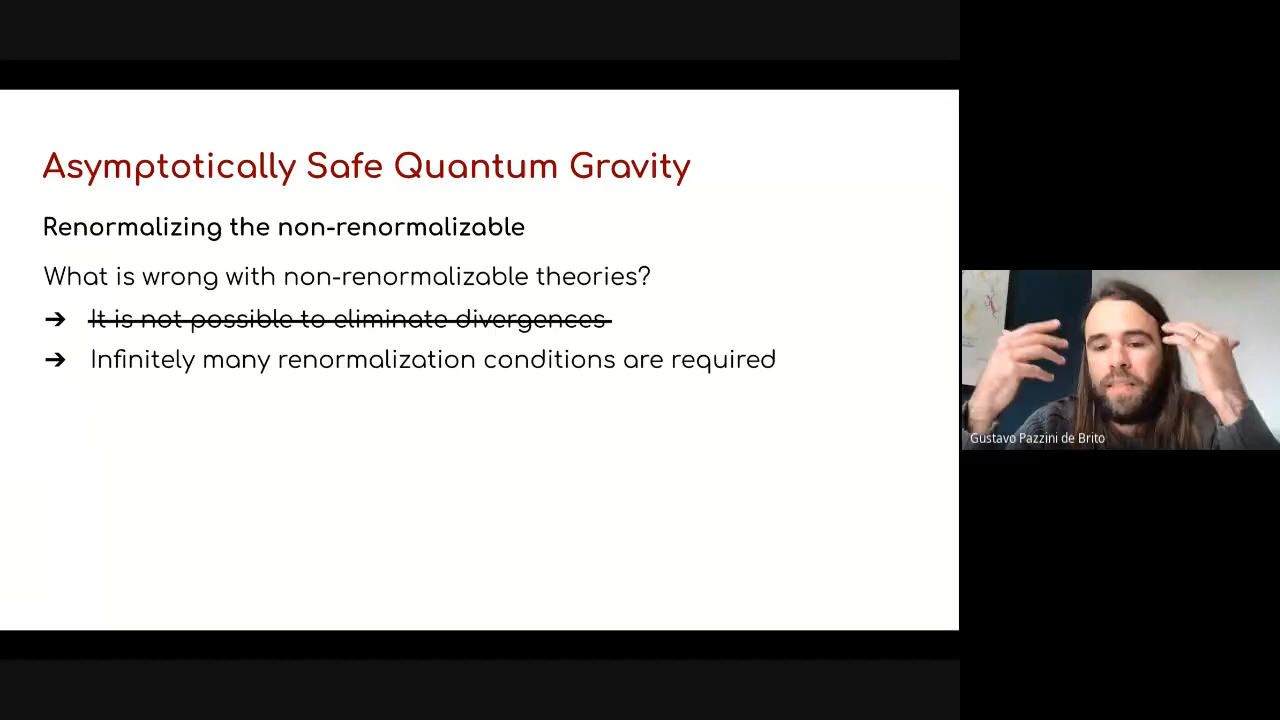 Asymptotically Safe Quantum Gravity
Renormalizing the non-renormalizable
What is wrong with non-renormalizable theories?
➔ It is not possible to eliminate divergences
➔ Infinitely many renormalization conditions are required
Gustavo Pazzini de Brito